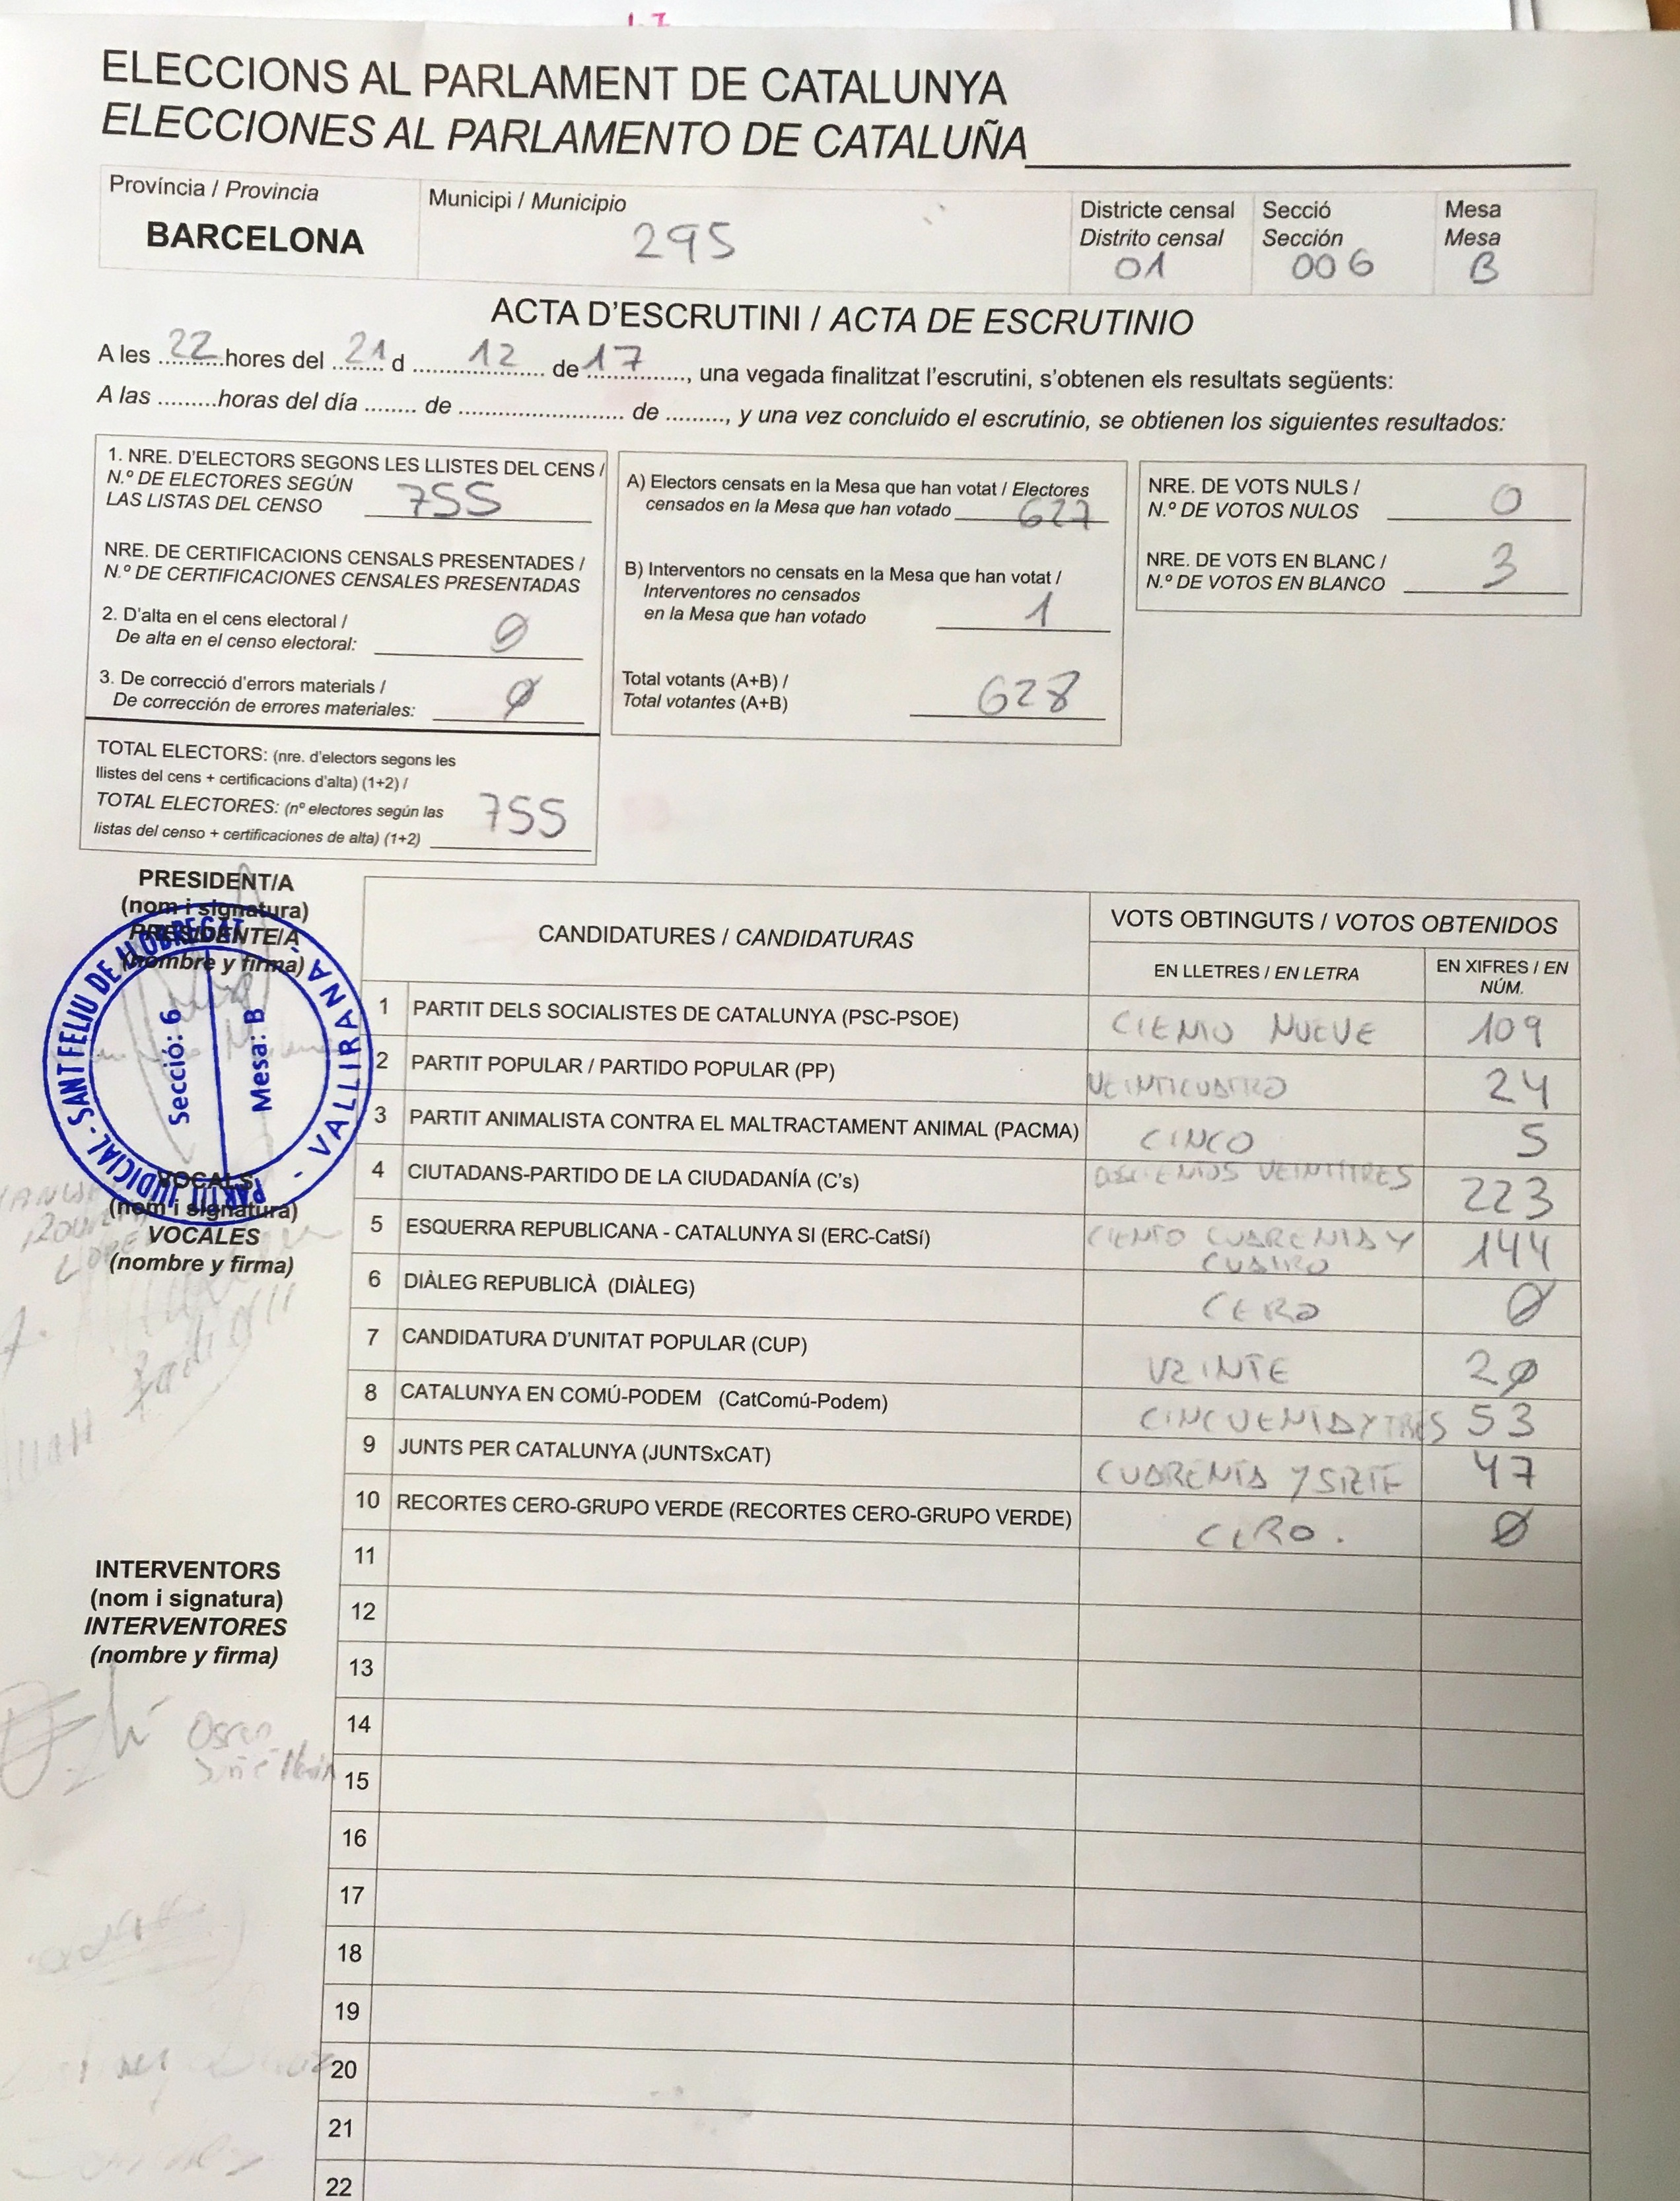 ELECCIONS AL PARLAMENT DE CATALUNYA
ELECCIONES AL PARLAMENTO DE CATALUÑA
Província / Provincia
BARCELONA
Municipi / Municipio
295
Districte censal
Distrito censal
01
Secció
Sección
006
Mesa
Mesa
B
ACTA D'ESCRUTINI / ACTA DE ESCRUTINIO
A les 22 hores del 21 d 12 de 17, una vegada finalitzat l'escrutini, s'obtenen els resultats següents:
A las .........horas del día ........ de ........................ de ........., y una vez concluido el escrutinio, se obtienen los siguientes resultados:
1. NRE. D'ELECTORS SEGONS LES LLISTES DEL CENS /
N.º DE ELECTORES SEGÚN
LAS LISTAS DEL CENSO 755
NRE. DE CERTIFICACIONS CENSALS PRESENTADES /
N.º DE CERTIFICACIONES CENSALES PRESENTADAS
2. D'alta en el cens electoral /
De alta en el censo electoral: 0
3. De correcció d'errors materials /
De corrección de errores materiales: 0
TOTAL ELECTORS: (nre. d'electors segons les
llistes del cens + certificacions d'alta) (1+2) /
TOTAL ELECTORES: (nº electores según las
listas del censo + certificaciones de alta) (1+2) 755
A) Electors censats en la Mesa que han votat / Electores
censados en la Mesa que han votado 627
B) Interventors no censats en la Mesa que han votat /
Interventores no censados
en la Mesa que han votado 1
Total votants (A+B) /
Total votantes (A+B) 628
NRE. DE VOTS NULS /
N.º DE VOTOS NULOS 0
NRE. DE VOTS EN BLANC /
N.º DE VOTOS EN BLANCO 3
PRESIDENT/A
(nom i signatura)
PRESIDENTE/A
(nombre y firma)
PARTIT JUDICIAL - SANT FELIU DE LLOBREGAT
- VALLIRANA
Secció: 6
Mesa: B
VOCALS
(nom i signatura)
VOCALES
(nombre y firma)
INTERVENTORS
(nom i signatura)
INTERVENTORES
(nombre y firma)
Oscar
CANDIDATURES / CANDIDATURAS
VOTS OBTINGUTS / VOTOS OBTENIDOS
EN LLETRES / EN LETRA
EN XIFRES / EN
NÚM.
1 PARTIT DELS SOCIALISTES DE CATALUNYA (PSC-PSOE) CIENTO NUEVE 109
2 PARTIT POPULAR / PARTIDO POPULAR (PP) VEINTICUATRO 24
3 PARTIT ANIMALISTA CONTRA EL MALTRACTAMENT ANIMAL (PACMA) CINCO 5
4 CIUTADANS-PARTIDO DE LA CIUDADANÍA (C's) DOSCIENTOS VEINTITRES 223
5 ESQUERRA REPUBLICANA - CATALUNYA SI (ERC-CatSí) CIENTO CUARENTA Y
CUATRO 144
6 DIÀLEG REPUBLICÀ (DIÀLEG) CERO 0
7 CANDIDATURA D'UNITAT POPULAR (CUP) VEINTE 20
8 CATALUNYA EN COMÚ-PODEM (CatComú-Podem) CINCUENTA Y TRES 53
9 JUNTS PER CATALUNYA (JUNTSxCAT) CUARENTA Y SIETE 47
10 RECORTES CERO-GRUPO VERDE (RECORTES CERO-GRUPO VERDE) CERO. 0
11
12
13
14
15
16
17
18
19
20
21
22